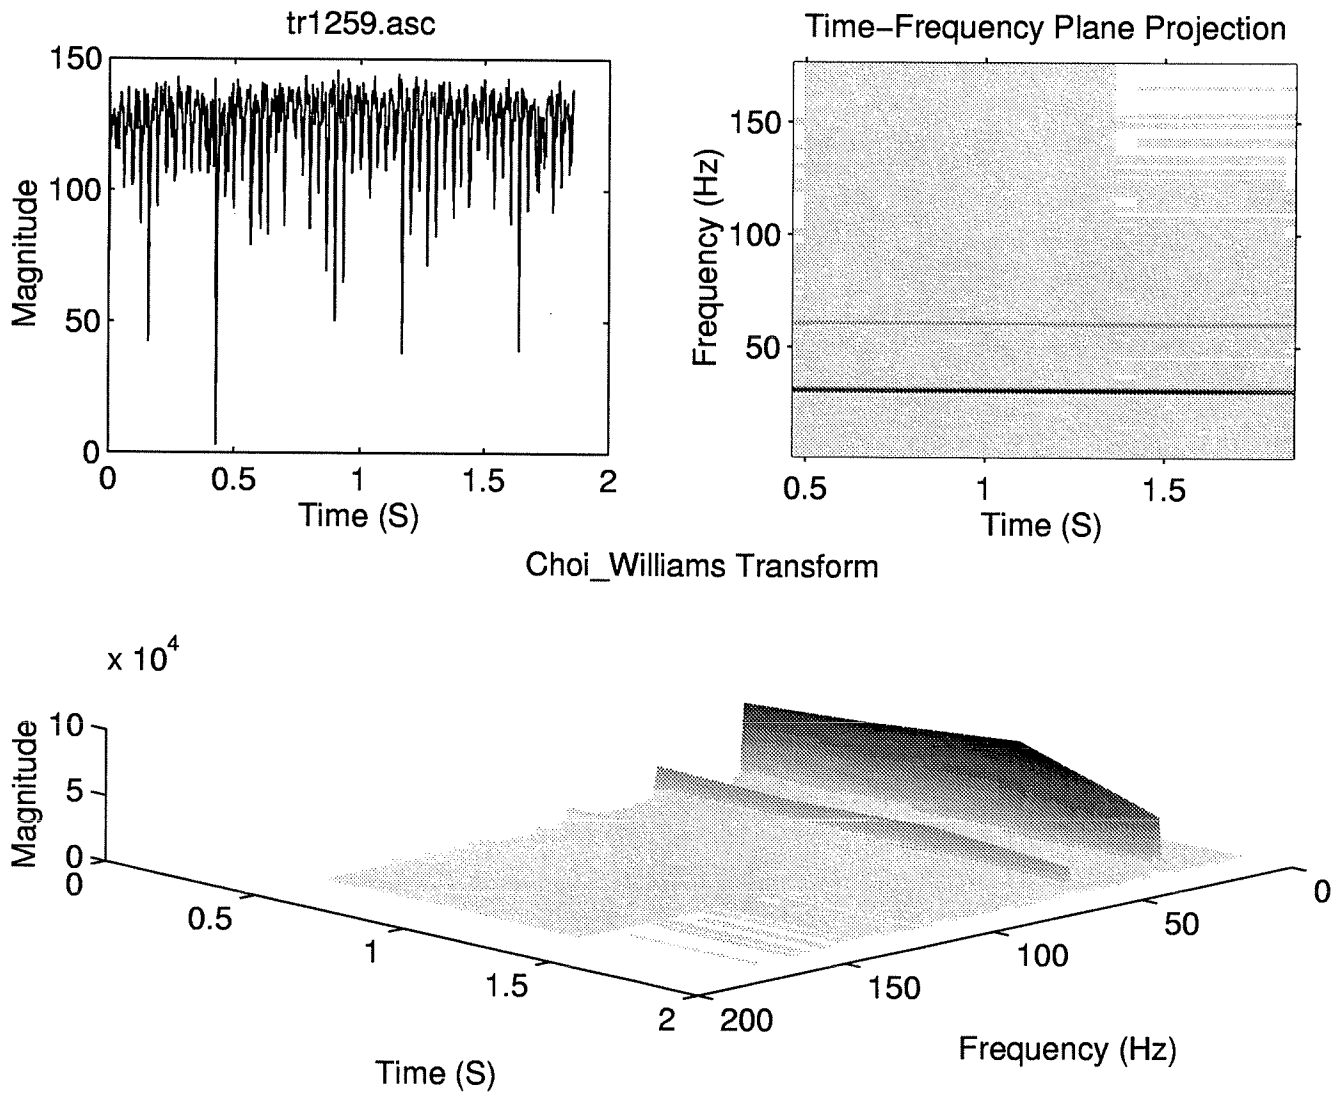 tr1259.asc
150
100
50
0
Magnitude
0 0.5 1 1.5 2
Time (S)
Time−Frequency Plane Projection
150
100
50
Frequency (Hz)
0.5 1 1.5
Time (S)
Choi_Williams Transform
x 10^4
10
5
0
Magnitude
0
0.5
1
1.5
2
Time (S)
200
150
100
50
0
Frequency (Hz)